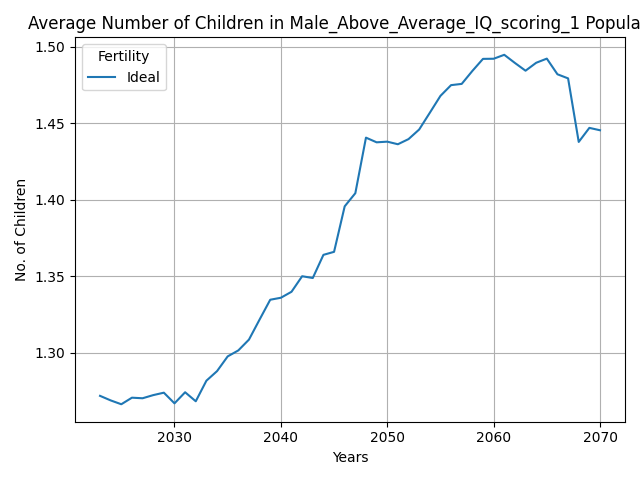 Average Number of Children in Male_Above_Average_IQ_scoring_1 Popula
Fertility
Ideal
1.50
1.45
1.40
1.35
1.30
No. of Children
2030 2040 2050 2060 2070
Years